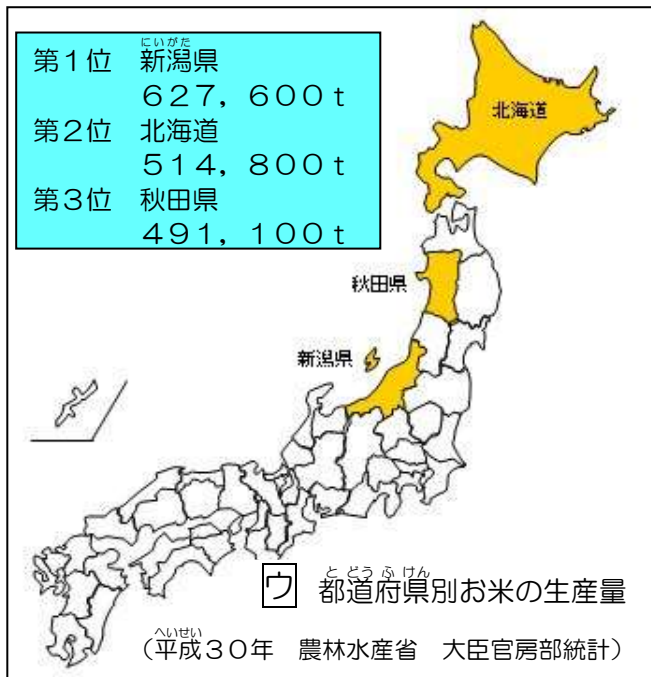 にいがた
第１位　新潟県
６２７，６００ｔ
第２位　北海道
５１４，８００ｔ
第３位　秋田県
４９１，１００ｔ
北海道
秋田県
新潟県
と どう ふ けん
ウ　都道府県別お米の生産量
へいせい
（平成３０年　農林水産省　大臣官房部統計）